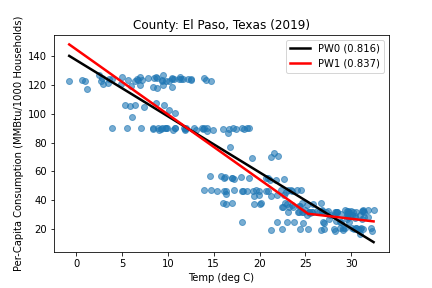 County: El Paso, Texas (2019)
PW0 (0.816)
PW1 (0.837)
Per-Capita Consumption (MMBtu/1000 Households)
140
120
100
80
60
40
20
0 5 10 15 20 25 30
Temp (deg C)